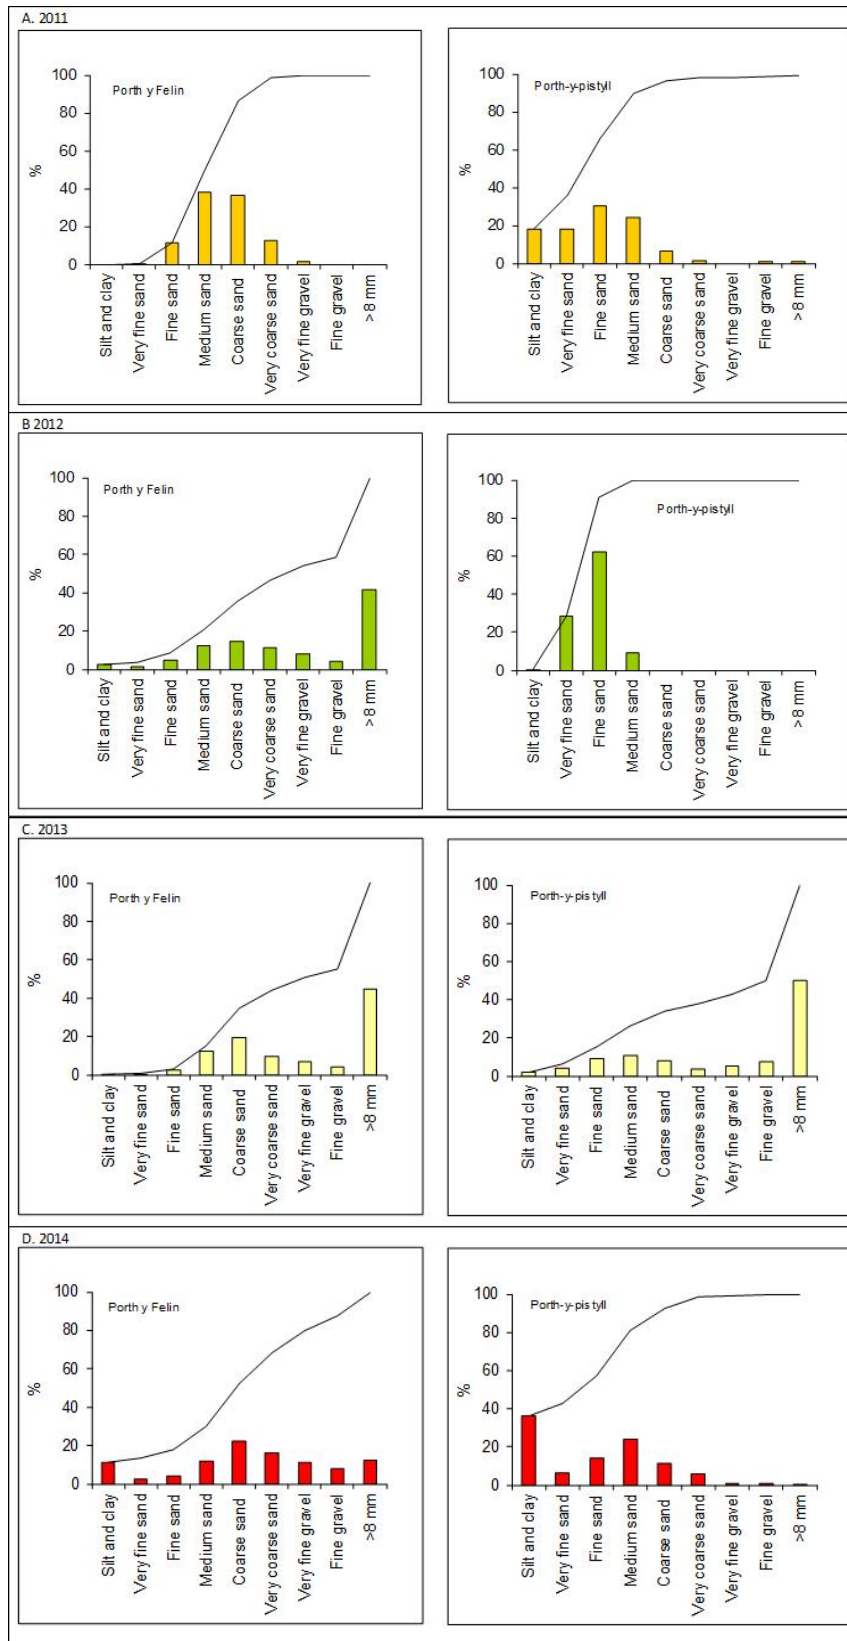 A. 2011
Porth y Felin
%
100
80
60
40
20
0
Silt and clay
Very fine sand
Fine sand
Medium sand
Coarse sand
Very coarse sand
Very fine gravel
Fine gravel
> 8 mm
Porth-y-pistyll
%
100
80
60
40
20
0
Silt and clay
Very fine sand
Fine sand
Medium sand
Coarse sand
Very coarse sand
Very fine gravel
Fine gravel
> 8 mm
B 2012
Porth y Felin
%
100
80
60
40
20
0
Silt and clay
Very fine sand
Fine sand
Medium sand
Coarse sand
Very coarse sand
Very fine gravel
Fine gravel
> 8 mm
Porth-y-pistyll
%
100
80
60
40
20
0
Silt and clay
Very fine sand
Fine sand
Medium sand
Coarse sand
Very coarse sand
Very fine gravel
Fine gravel
> 8 mm
C. 2013
Porth y Felin
%
100
80
60
40
20
0
Silt and clay
Very fine sand
Fine sand
Medium sand
Coarse sand
Very coarse sand
Very fine gravel
Fine gravel
>8 mm
Porth-y-pistyll
%
100
80
60
40
20
0
Silt and clay
Very fine sand
Fine sand
Medium sand
Coarse sand
Very coarse sand
Very fine gravel
Fine gravel
>8 mm
D. 2014
Porth y Felin
%
100
80
60
40
20
0
Silt and clay
Very fine sand
Fine sand
Medium sand
Coarse sand
Very coarse sand
Very fine gravel
Fine gravel
>8 mm
Porth-y-pistyll
%
100
80
60
40
20
0
Silt and clay
Very fine sand
Fine sand
Medium sand
Coarse sand
Very coarse sand
Very fine gravel
Fine gravel
>8 mm